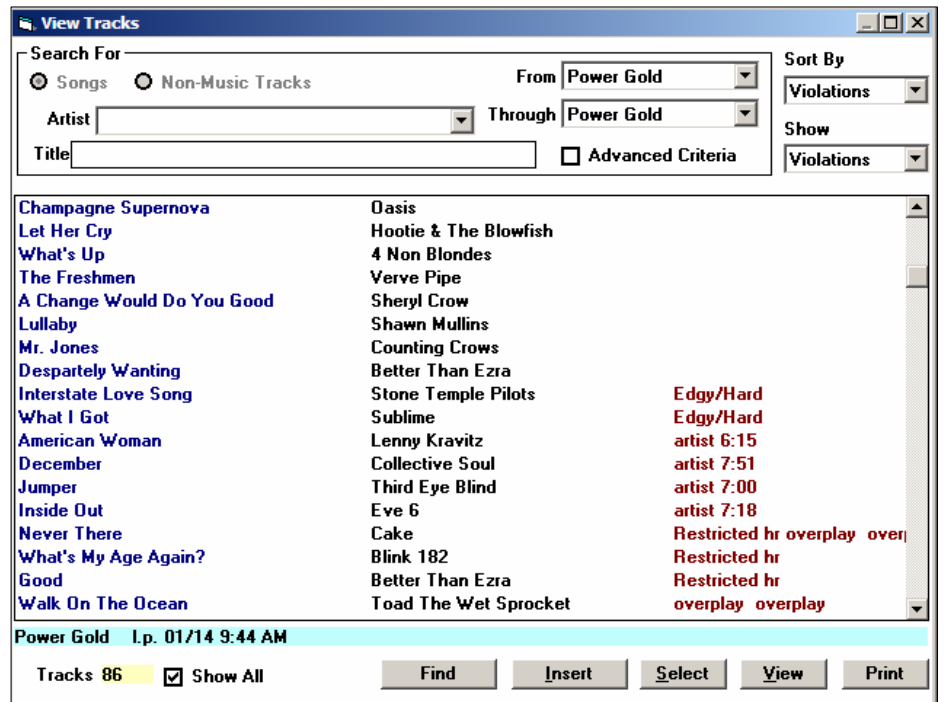 View Tracks
Search For
Songs Non-Music Tracks
From Power Gold
Through Power Gold
Artist
Title
Advanced Criteria
Sort By
Violations
Show
Violations
Champagne Supernova Oasis
Let Her Cry Hootie & The Blowfish
What's Up 4 Non Blondes
The Freshmen Verve Pipe
A Change Would Do You Good Sheryl Crow
Lullaby Shawn Mullins
Mr. Jones Counting Crows
Despartely Wanting Better Than Ezra
Interstate Love Song Stone Temple Pilots Edgy/Hard
What I Got Sublime Edgy/Hard
American Woman Lenny Kravitz artist 6:15
December Collective Soul artist 7:51
Jumper Third Eye Blind artist 7:00
Inside Out Eve 6 artist 7:18
Never There Cake Restricted hr overplay over
What's My Age Again? Blink 182 Restricted hr
Good Better Than Ezra Restricted hr
Walk On The Ocean Toad The Wet Sprocket overplay overplay
Power Gold l.p. 01/14 9:44 AM
Tracks 86 Show All Find Insert Select View Print